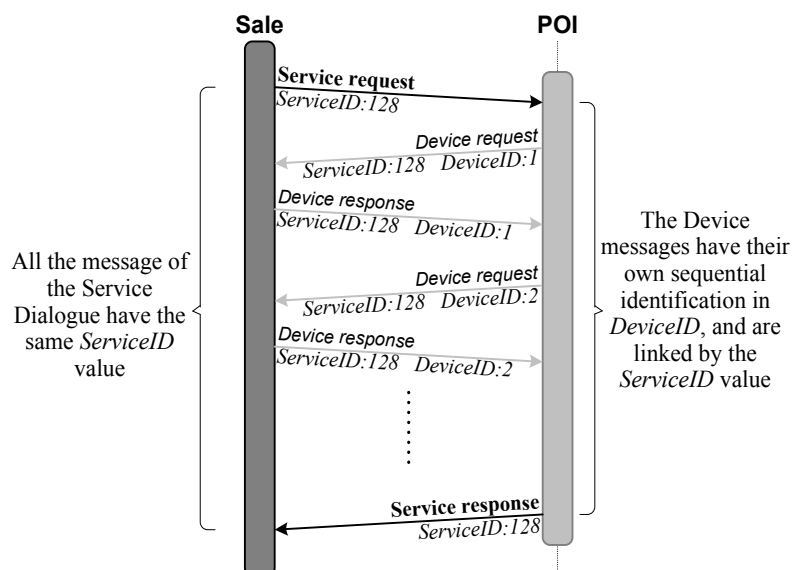 Sale
POI
Service request
ServiceID:128
Device request
ServiceID:128 DeviceID:1
Device response
ServiceID:128 DeviceID:1
Device request
ServiceID:128 DeviceID:2
Device response
ServiceID:128 DeviceID:2
Service response
ServiceID:128
All the message of
the Service
Dialogue have the
same ServiceID
value
The Device
messages have their
own sequential
identification in
DeviceID, and are
linked by the
ServiceID value